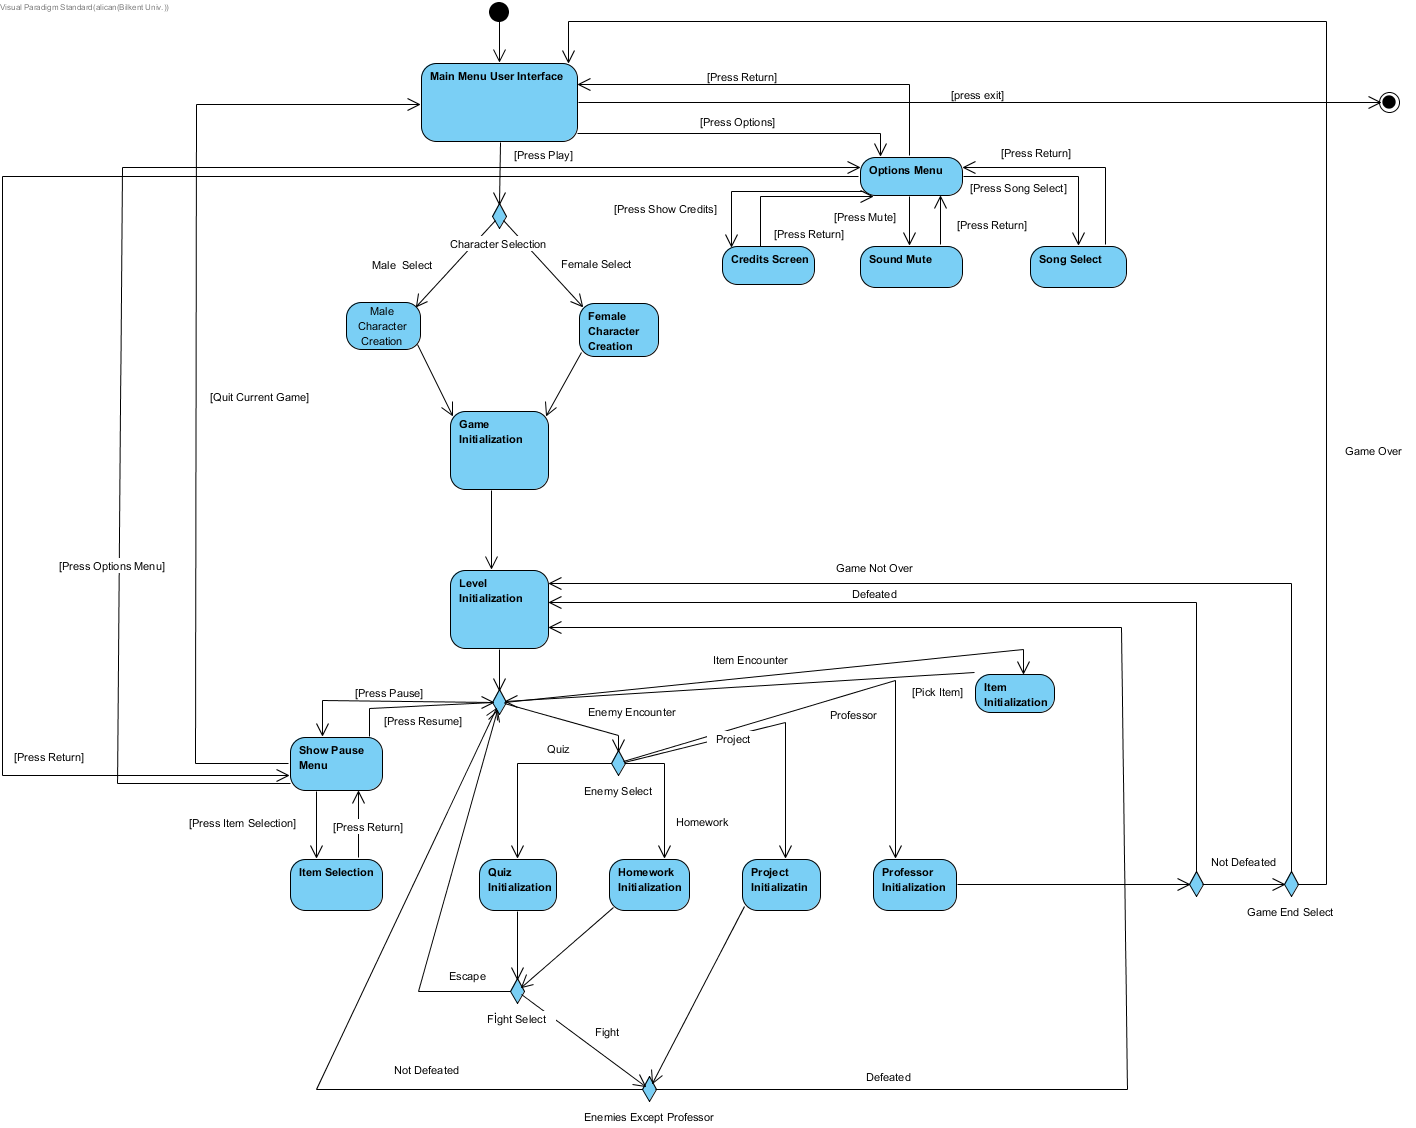 Visual Paradigm Standard(alican(Bilkent Univ.))
Main Menu User Interface
[Press Return]
[press exit]
[Press Options]
[Press Play]
[Press Return]
Options Menu
[Press Song Select]
[Press Show Credits]
[Press Mute]
[Press Return]
[Press Return]
Character Selection
Male  Select
Female Select
Credits Screen
Sound Mute
Song Select
Male
Character
Creation
Female
Character
Creation
[Quit Current Game]
Game
Initialization
Game Over
[Press Options Menu]
Game Not Over
Level
Initialization
Defeated
Item Encounter
[Press Pause]
[Pick Item]
Item
Initialization
[Press Resume]
Enemy Encounter
Professor
Project
Quiz
[Press Return]
Show Pause
Menu
Enemy Select
[Press Item Selection]
[Press Return]
Homework
Item Selection
Quiz
Initialization
Homework
Initialization
Project
Initializatin
Professor
Initialization
Not Defeated
Game End Select
Escape
Fİght Select
Fight
Not Defeated
Defeated
Enemies Except Professor